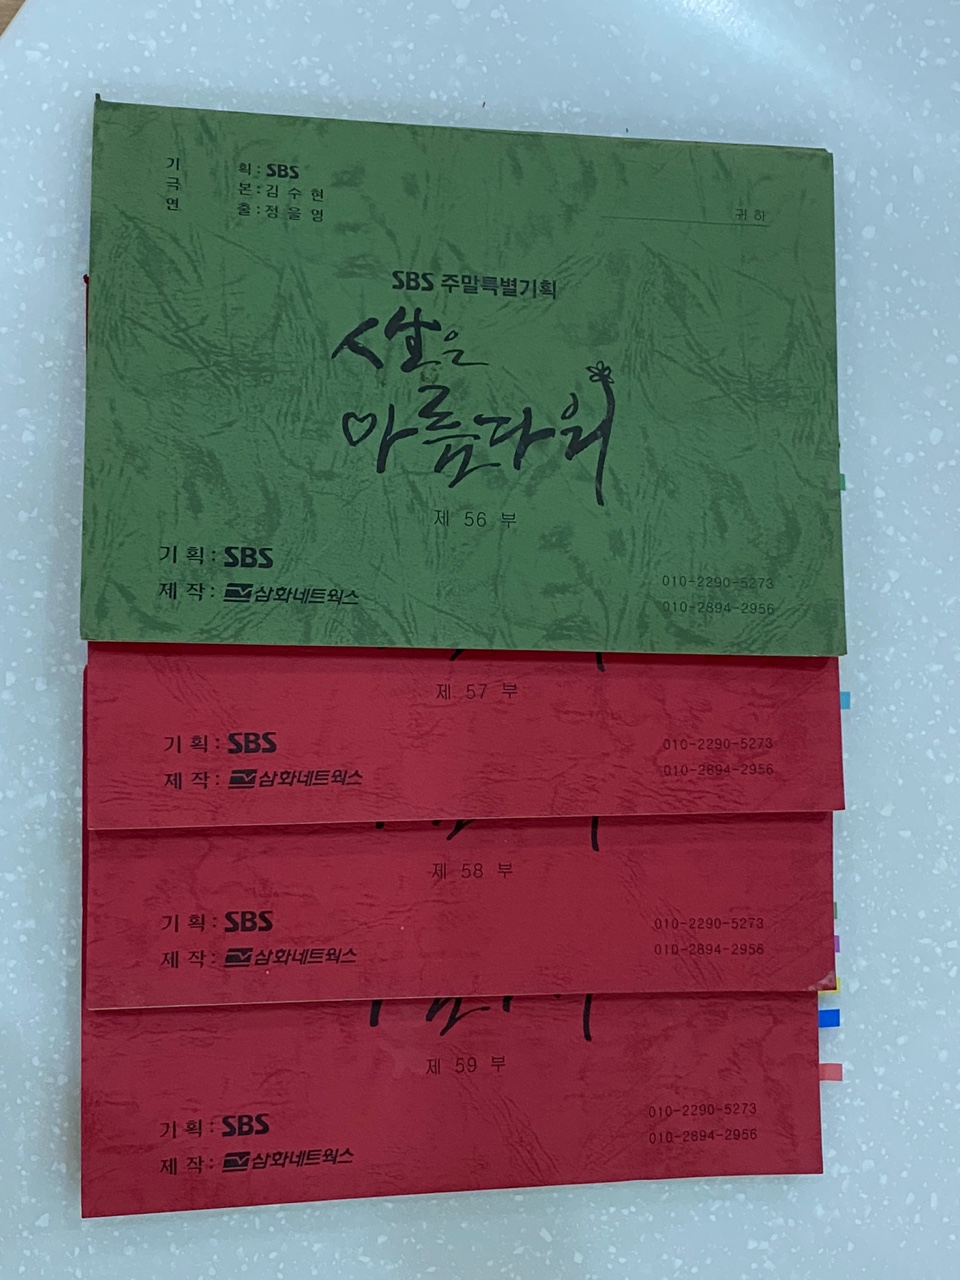 기 획 : SBS
극 본 : 김 수 현
연 출 : 정 을 영
귀 하
SBS 주말특별기획
人生은
아름다워
제 56 부
기 획 : SBS
제 작 : 삼화네트웍스
010-2290-5273
010-2894-2956
제 57 부
기 획 : SBS
제 작 : 삼화네트웍스
010-2290-5273
010-2894-2956
제 58 부
기 획 : SBS
제 작 : 삼화네트웍스
010-2290-5273
010-2894-2956
제 59 부
기 획 : SBS
제 작 : 삼화네트웍스
010-2290-5273
010-2894-2956